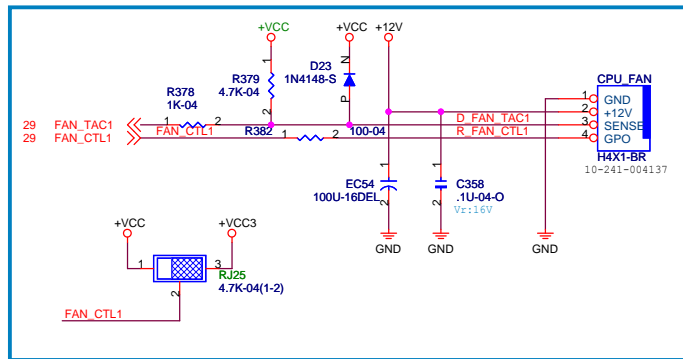 +VCC
+VCC
+12V
D23
1N4148-S
N
P
R379
4.7K-04
1
2
R378
1K-04
1
2
CPU_FAN
1
GND
2
+12V
3
SENSE
4
GPO
H4X1-BR
10-241-004137
29 FAN_TAC1
29 FAN_CTL1
FAN_CTL1
R382
1
2
100-04
D_FAN_TAC1
R_FAN_CTL1
1
EC54
100U-16DEL
2
1
C358
.1U-04-O
2
Vr:16V
GND
GND
GND
+VCC
+VCC3
1
3
2
RJ25
4.7K-04(1-2)
FAN_CTL1